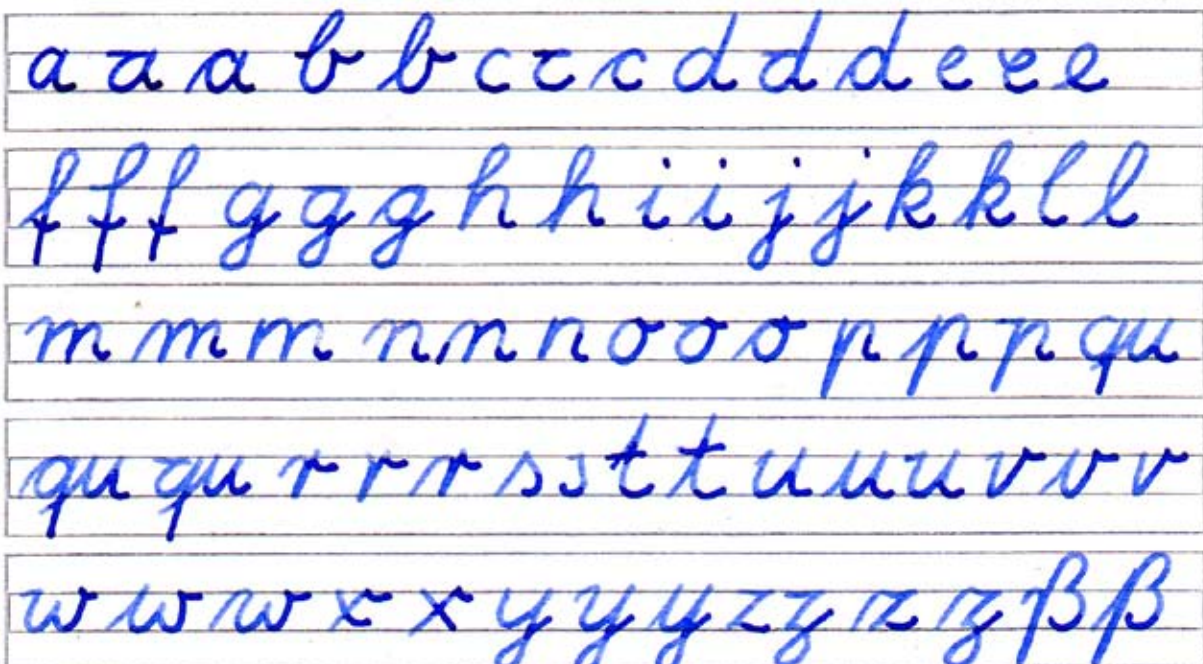 a a a b b c c c d d d e e e
f f f g g g h h i i j j k k l l
m m m n n n o o o p p p qu
qu qu r r r s s t t u u u v v v
w w w x x y y y z z z z ß ß